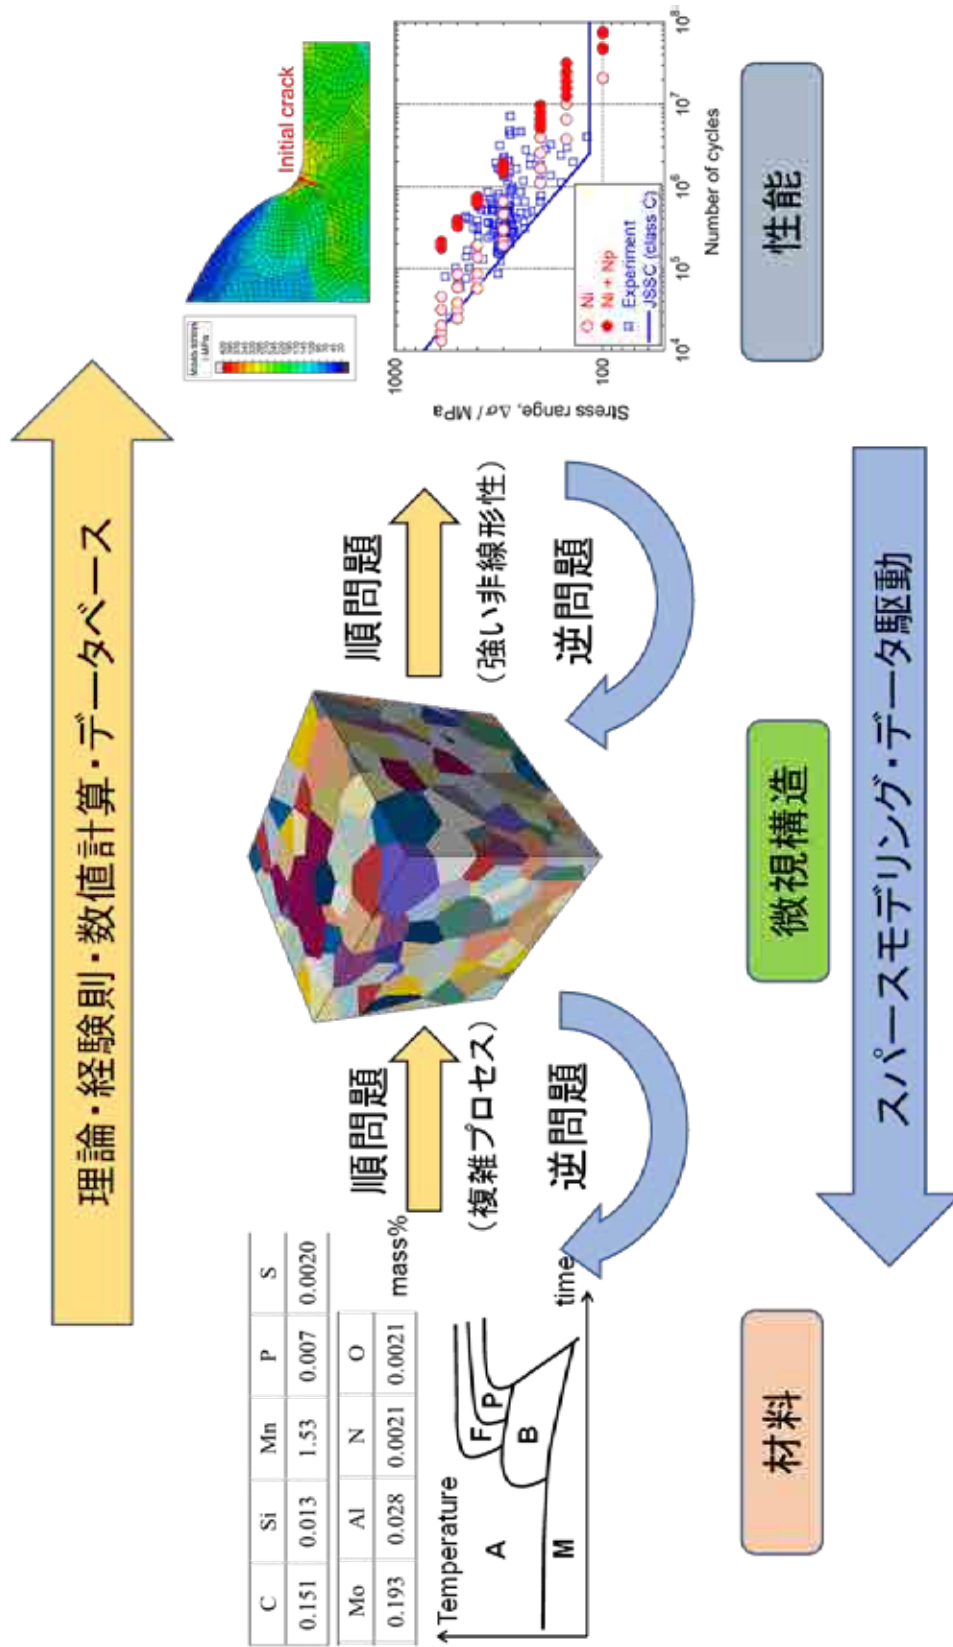 理論・経験則・数値計算・データベース
C Si Mn P S
0.151 0.013 1.53 0.007 0.0020
Mo Al N O
0.193 0.028 0.0021 0.0021
mass%
Temperature
A
F
P
B
M
time
順問題
(複雑プロセス)
逆問題
順問題
(強い非線形性)
逆問題
Initial crack
Stress range, Δσ / MPa
1000
100
Ni
Ni + Np
Experiment
JSSC (class C)
10⁴ 10⁵ 10⁶ 10⁷ 10⁸
Number of cycles
材料
微視構造
性能
スパースモデリング・データ駆動